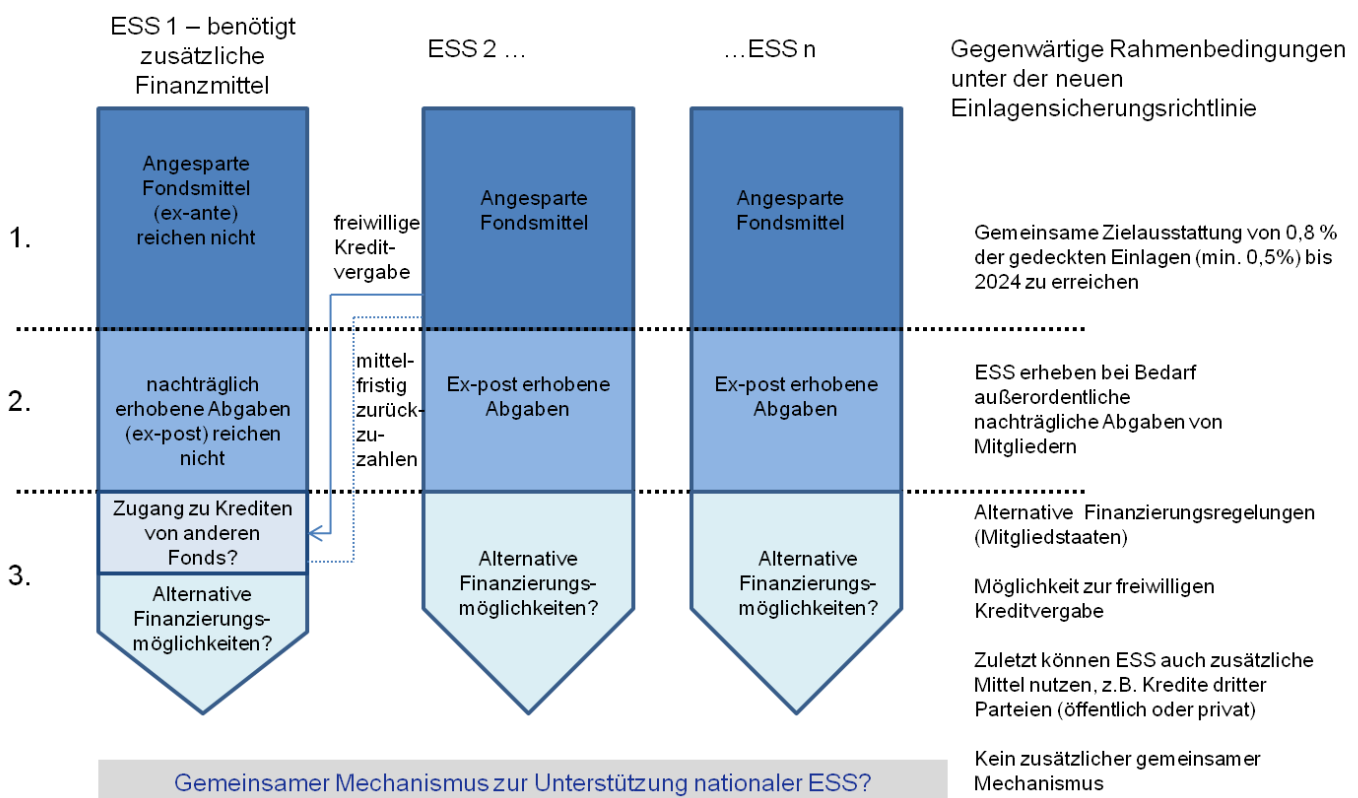 ESS 1 – benötigt
zusätzliche
Finanzmittel
ESS 2 ...
...ESS n
Gegenwärtige Rahmenbedingungen
unter der neuen
Einlagensicherungsrichtlinie
1.
Angesparte
Fondsmittel
(ex-ante)
reichen nicht
freiwillige
Kredit-
vergabe
Angesparte
Fondsmittel
Angesparte
Fondsmittel
Gemeinsame Zielausstattung von 0,8 %
der gedeckten Einlagen (min. 0,5%) bis
2024 zu erreichen
2.
nachträglich
erhobene Abgaben
(ex-post) reichen
nicht
mittel-
fristig
zurück-
zu-
zahlen
Ex-post erhobene
Abgaben
Ex-post erhobene
Abgaben
ESS erheben bei Bedarf
außerordentliche
nachträgliche Abgaben von
Mitgliedern
3.
Zugang zu Krediten
von anderen
Fonds?
Alternative
Finanzierungs-
möglichkeiten?
Alternative
Finanzierungs-
möglichkeiten?
Alternative
Finanzierungs-
möglichkeiten?
Alternative Finanzierungsregelungen
(Mitgliedstaaten)
Möglichkeit zur freiwilligen
Kreditvergabe
Zuletzt können ESS auch zusätzliche
Mittel nutzen, z.B. Kredite dritter
Parteien (öffentlich oder privat)
Kein zusätzlicher gemeinsamer
Mechanismus
Gemeinsamer Mechanismus zur Unterstützung nationaler ESS?